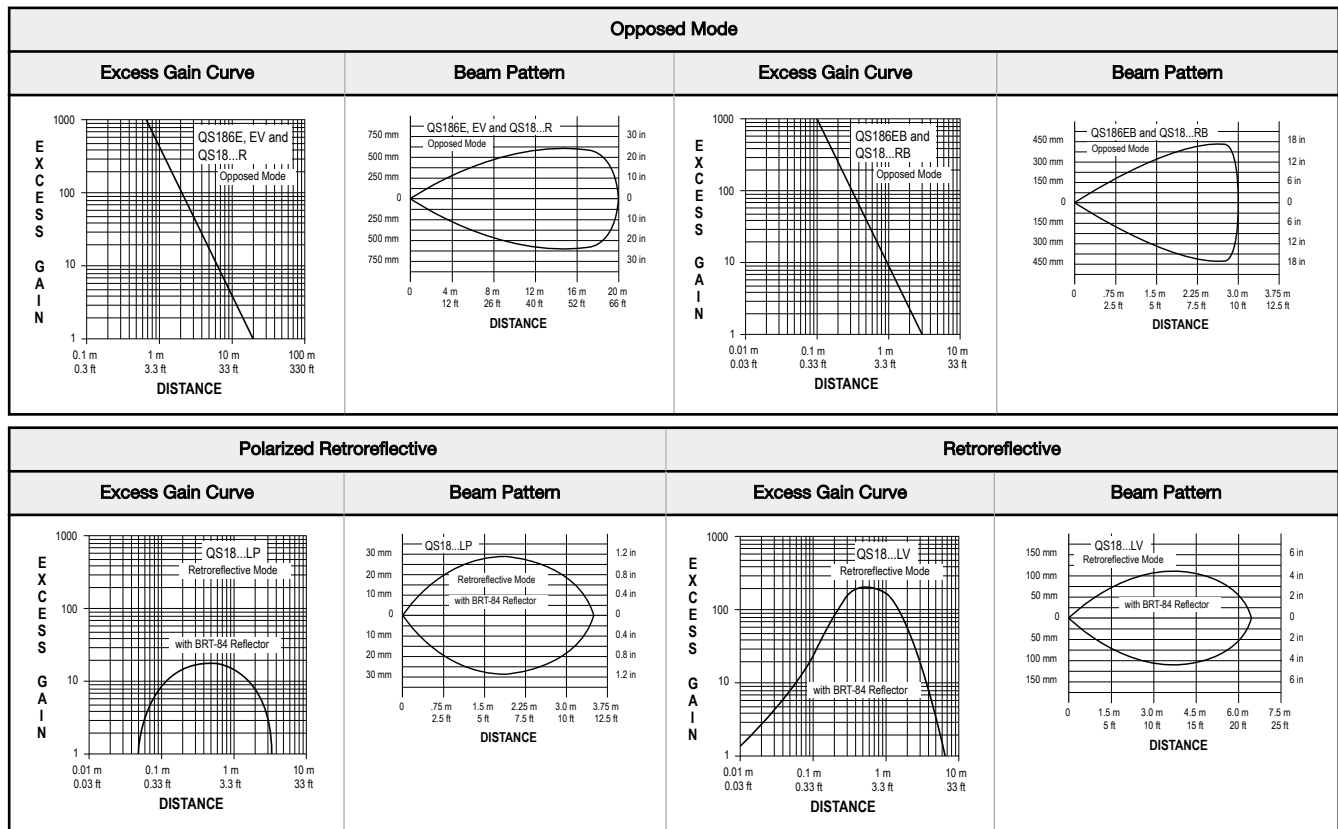 Opposed Mode
Excess Gain Curve
Beam Pattern
Excess Gain Curve
Beam Pattern
EXCESS GAIN
1000
100
10
1
QS186E, EV and
QS18...R
Opposed Mode
0.1 m 1 m 10 m 100 m
0.3 ft 3.3 ft 33 ft 330 ft
DISTANCE
QS186E, EV and QS18...R
Opposed Mode
750 mm 30 in
500 mm 20 in
250 mm 10 in
0 0
250 mm 10 in
500 mm 20 in
750 mm 30 in
0 4 m 8 m 12 m 16 m 20 m
12 ft 26 ft 40 ft 52 ft 66 ft
DISTANCE
EXCESS GAIN
1000
100
10
1
QS186EB and
QS18...RB
Opposed Mode
0.01 m 0.1 m 1 m 10 m
0.03 ft 0.33 ft 3.3 ft 33 ft
DISTANCE
QS186EB and QS18...RB
Opposed Mode
450 mm 18 in
300 mm 12 in
150 mm 6 in
0 0
150 mm 6 in
300 mm 12 in
450 mm 18 in
0 .75 m 1.5 m 2.25 m 3.0 m 3.75 m
2.5 ft 5 ft 7.5 ft 10 ft 12.5 ft
DISTANCE
Polarized Retroreflective
Retroreflective
Excess Gain Curve
Beam Pattern
Excess Gain Curve
Beam Pattern
EXCESS GAIN
1000
100
10
1
QS18...LP
Retroreflective Mode
with BRT-84 Reflector
0.01 m 0.1 m 1 m 10 m
0.03 ft 0.33 ft 3.3 ft 33 ft
DISTANCE
QS18...LP
Retroreflective Mode
with BRT-84 Reflector
30 mm 1.2 in
20 mm 0.8 in
10 mm 0.4 in
0 0
10 mm 0.4 in
20 mm 0.8 in
30 mm 1.2 in
0 .75 m 1.5 m 2.25 m 3.0 m 3.75 m
2.5 ft 5 ft 7.5 ft 10 ft 12.5 ft
DISTANCE
EXCESS GAIN
1000
100
10
1
QS18...LV
Retroreflective Mode
with BRT-84 Reflector
0.01 m 0.1 m 1 m 10 m
0.03 ft 0.33 ft 3.3 ft 33 ft
DISTANCE
QS18...LV
Retroreflective Mode
with BRT-84 Reflector
150 mm 6 in
100 mm 4 in
50 mm 2 in
0 0
50 mm 2 in
100 mm 4 in
150 mm 6 in
0 1.5 m 3.0 m 4.5 m 6.0 m 7.5 m
5 ft 10 ft 15 ft 20 ft 25 ft
DISTANCE